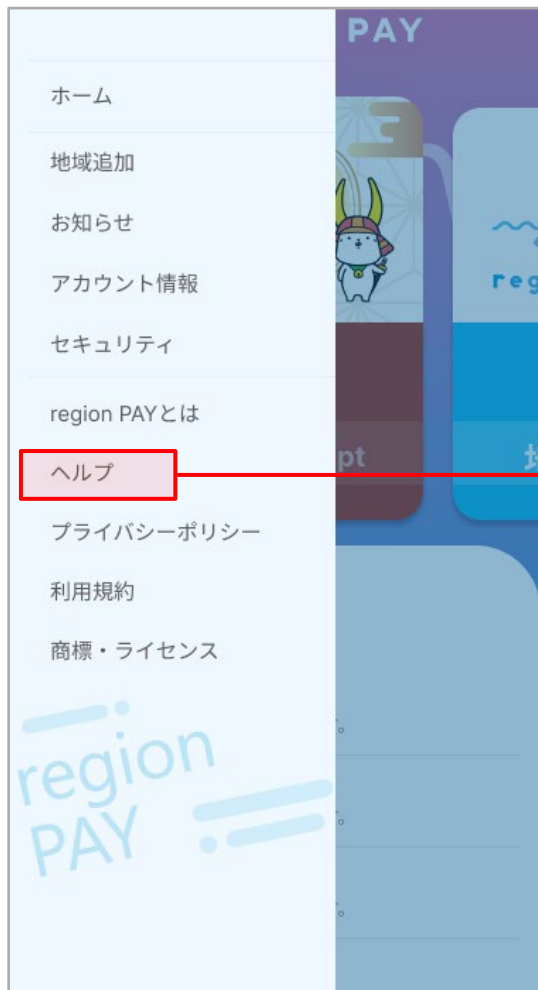 PAY
ホーム
地域追加
お知らせ
アカウント情報
セキュリティ
region PAYとは
ヘルプ
プライバシーポリシー
利用規約
商標・ライセンス
region
PAY
reg
pt
。
。
。